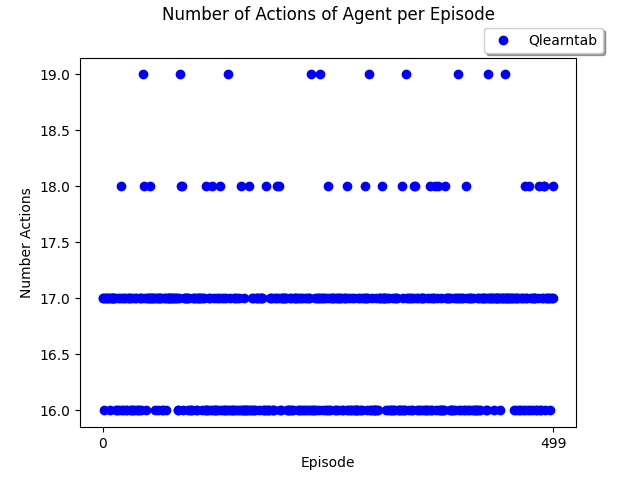 Number of Actions of Agent per Episode
Qlearntab
19.0
18.5
18.0
17.5
17.0
16.5
16.0
Number Actions
0
499
Episode